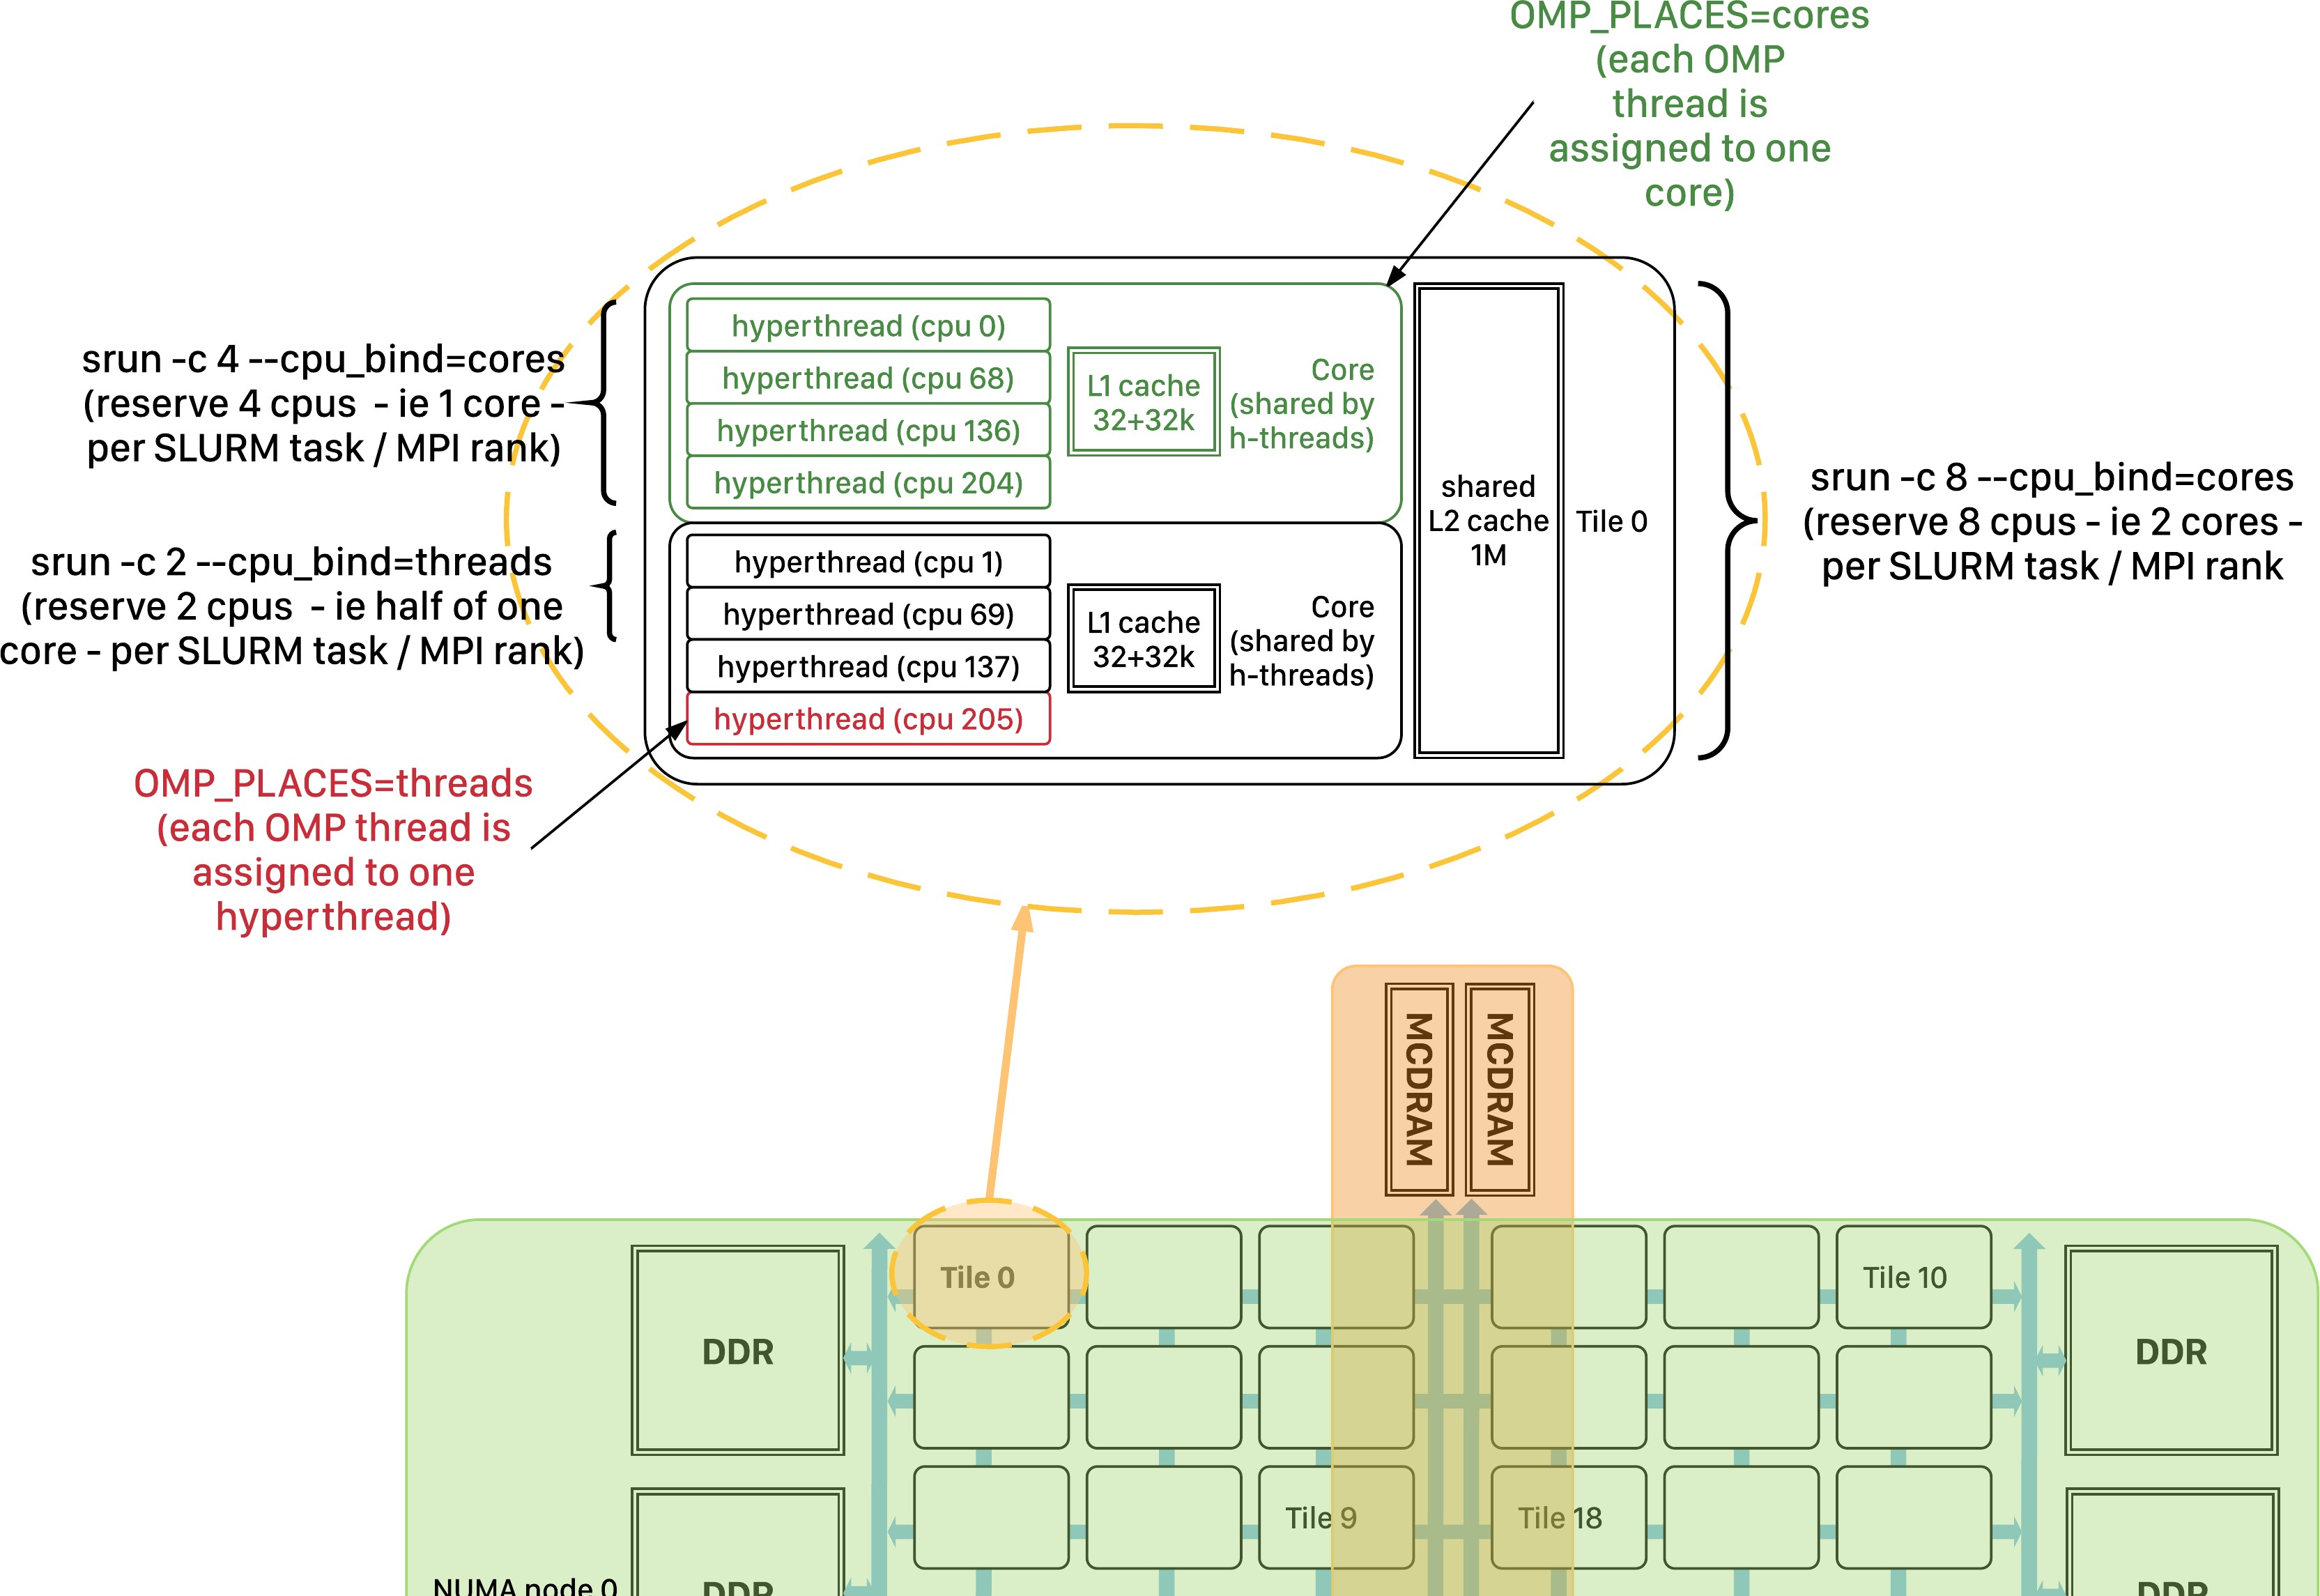 OMP_PLACES=cores
(each OMP
thread is
assigned to one
core)
srun -c 4 --cpu_bind=cores
(reserve 4 cpus  - ie 1 core -
per SLURM task / MPI rank)
srun -c 2 --cpu_bind=threads
(reserve 2 cpus  - ie half of one
core - per SLURM task / MPI rank)
hyperthread (cpu 0)
hyperthread (cpu 68)
hyperthread (cpu 136)
hyperthread (cpu 204)
L1 cache
32+32k
Core
(shared by
h-threads)
hyperthread (cpu 1)
hyperthread (cpu 69)
hyperthread (cpu 137)
hyperthread (cpu 205)
L1 cache
32+32k
Core
(shared by
h-threads)
shared
L2 cache
1M
Tile 0
srun -c 8 --cpu_bind=cores
(reserve 8 cpus - ie 2 cores -
per SLURM task / MPI rank
OMP_PLACES=threads
(each OMP thread is
assigned to one
hyperthread)
MCDRAM
MCDRAM
Tile 0
Tile 10
DDR
DDR
Tile 9
Tile 18
NUMA node 0
DDR
DDR